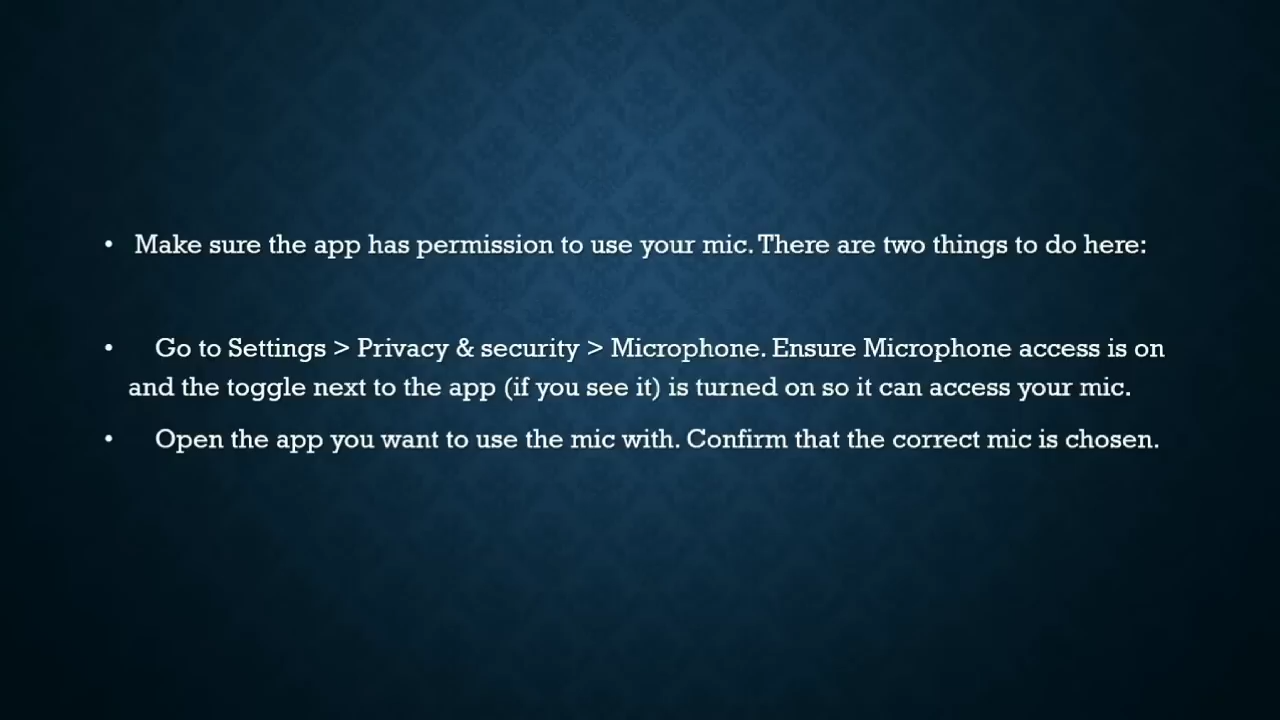 • Make sure the app has permission to use your mic. There are two things to do here:
• Go to Settings > Privacy & security > Microphone. Ensure Microphone access is on
and the toggle next to the app (if you see it) is turned on so it can access your mic.
• Open the app you want to use the mic with. Confirm that the correct mic is chosen.